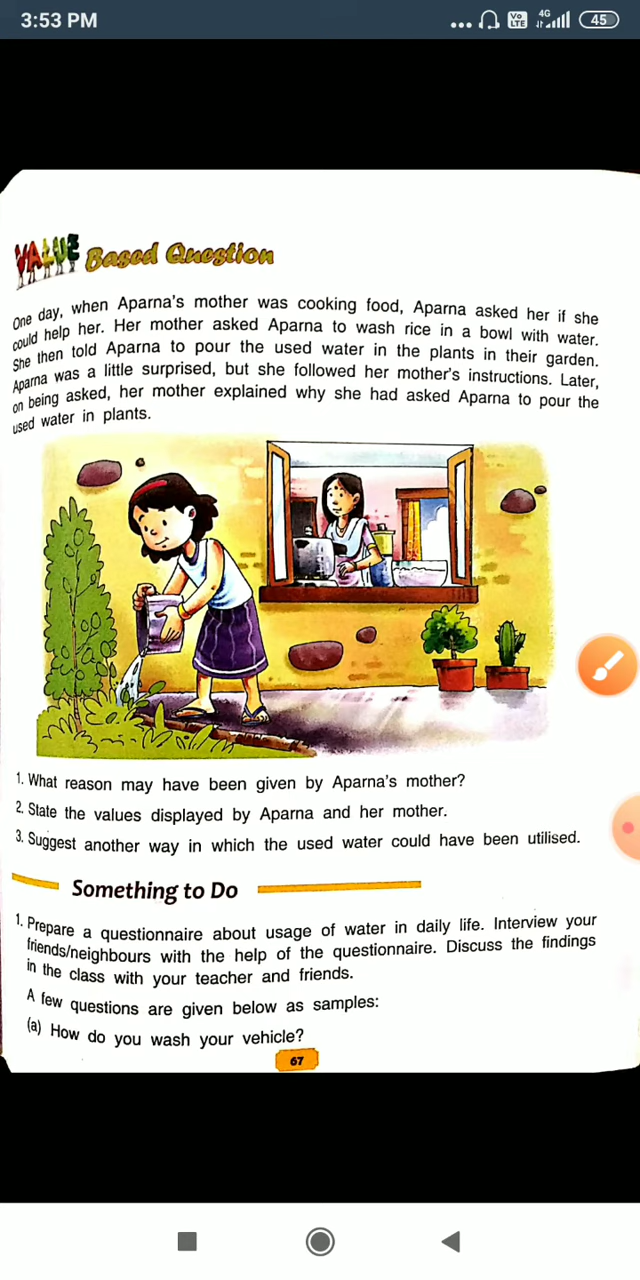 3:53 PM
Vo LTE 4G 45
VALUE Based Question
One day, when Aparna's mother was cooking food, Aparna asked her if she
could help her. Her mother asked Aparna to wash rice in a bowl with water.
She then told Aparna to pour the used water in the plants in their garden.
Aparna was a little surprised, but she followed her mother's instructions. Later,
on being asked, her mother explained why she had asked Aparna to pour the
used water in plants.
1. What reason may have been given by Aparna's mother?
2. State the values displayed by Aparna and her mother.
3. Suggest another way in which the used water could have been utilised.
Something to Do
1. Prepare a questionnaire about usage of water in daily life. Interview your
friends/neighbours with the help of the questionnaire. Discuss the findings
in the class with your teacher and friends.
A few questions are given below as samples:
(a) How do you wash your vehicle?
67